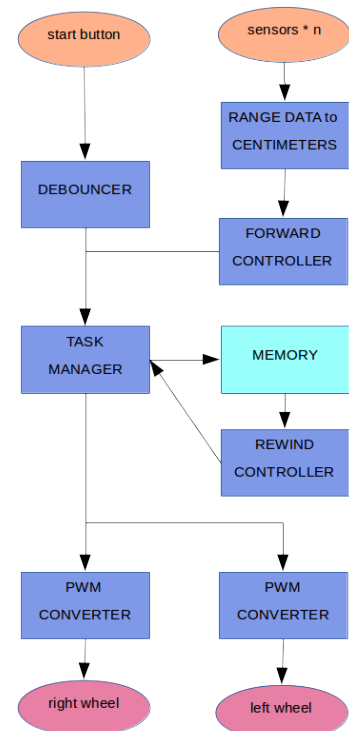 start button
sensors * n
RANGE DATA to
CENTIMETERS
DEBOUNCER
FORWARD
CONTROLLER
TASK
MANAGER
MEMORY
REWIND
CONTROLLER
PWM
CONVERTER
PWM
CONVERTER
right wheel
left wheel